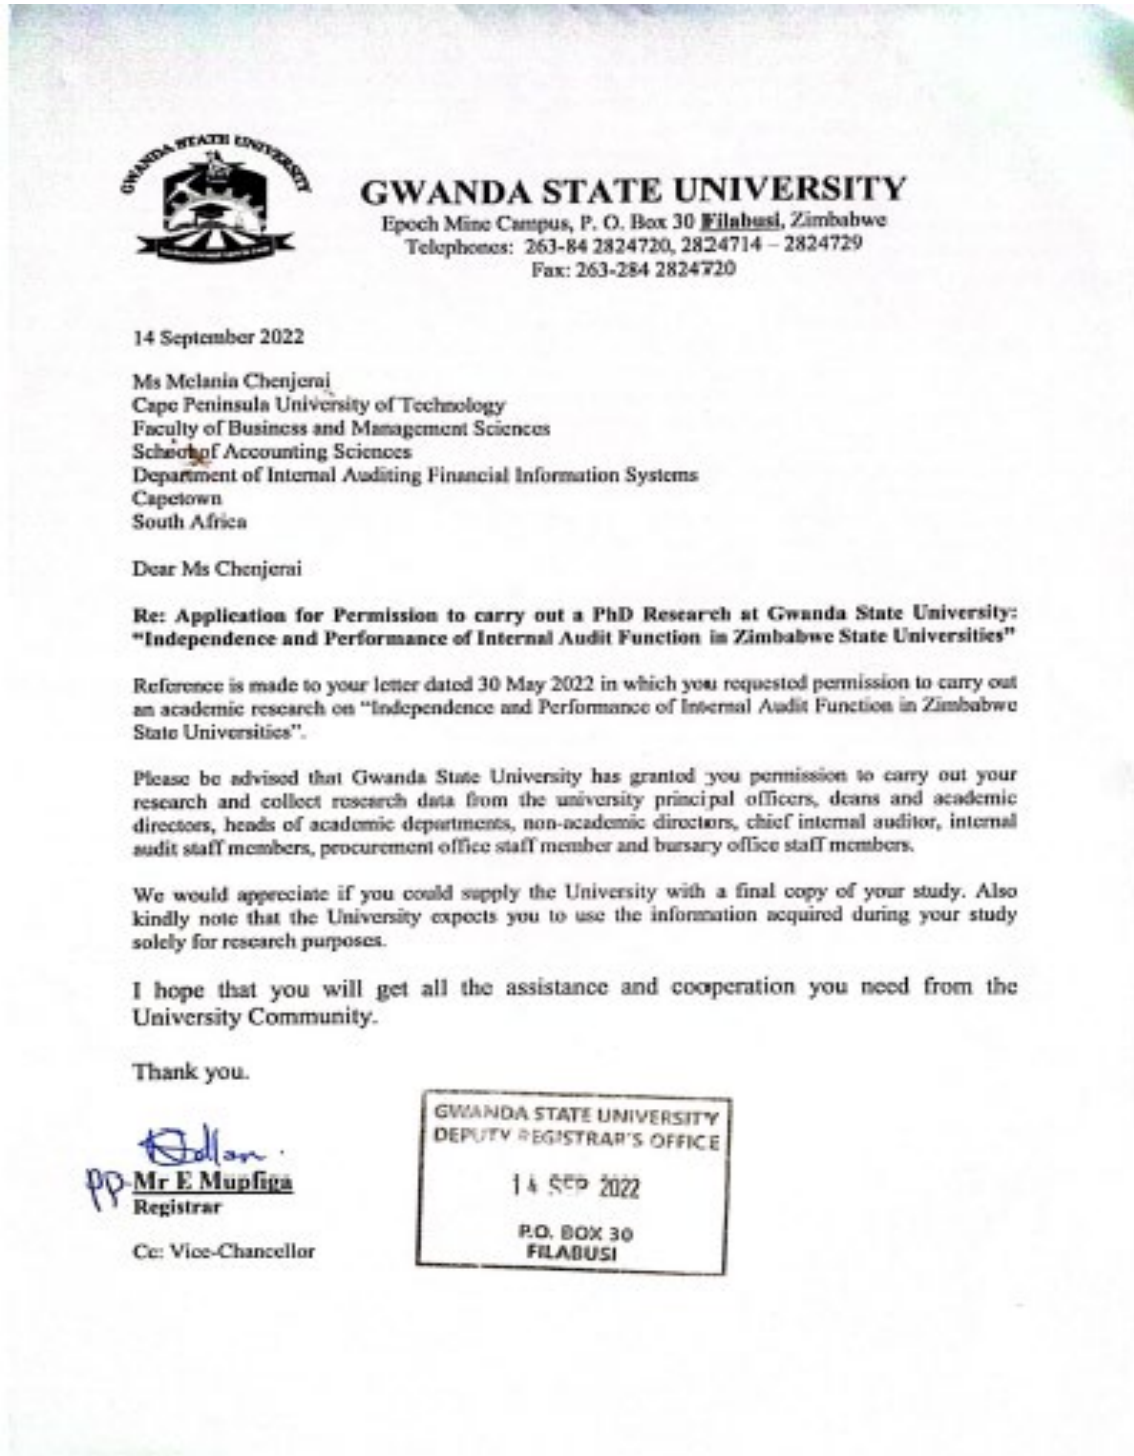 GWANDA STATE UNIVERSITY
GWANDA STATE UNIVERSITY
Epoch Mine Campus, P. O. Box 30 Filabusi, Zimbabwe
Telephones: 263-84 2824720, 2824714 – 2824729
Fax: 263-284 2824720
14 September 2022
Ms Melania Chenjerai
Cape Peninsula University of Technology
Faculty of Business and Management Sciences
School of Accounting Sciences
Department of Internal Auditing Financial Information Systems
Capetown
South Africa
Dear Ms Chenjerai
Re: Application for Permission to carry out a PhD Research at Gwanda State University:
“Independence and Performance of Internal Audit Function in Zimbabwe State Universities”
Reference is made to your letter dated 30 May 2022 in which you requested permission to carry out
an academic research on “Independence and Performance of Internal Audit Function in Zimbabwe
State Universities”.
Please be advised that Gwanda State University has granted you permission to carry out your
research and collect research data from the university principal officers, deans and academic
directors, heads of academic departments, non-academic directors, chief internal auditor, internal
audit staff members, procurement office staff member and bursary office staff members.
We would appreciate if you could supply the University with a final copy of your study. Also
kindly note that the University expects you to use the information acquired during your study
solely for research purposes.
I hope that you will get all the assistance and cooperation you need from the
University Community.
Thank you.
pp Mr E Mupfiga
Registrar
Cc: Vice-Chancellor
GWANDA STATE UNIVERSITY
DEPUTY REGISTRAR'S OFFICE
14 SEP 2022
P.O. BOX 30
FILABUSI